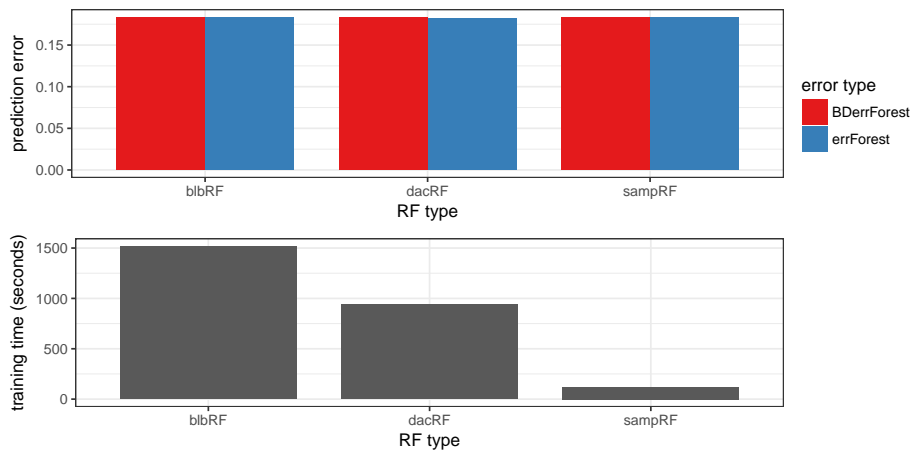 prediction error
0.15
0.10
0.05
0.00
blbRF
dacRF
sampRF
RF type
error type
BDerrForest
errForest
training time (seconds)
1500
1000
500
0
blbRF
dacRF
sampRF
RF type